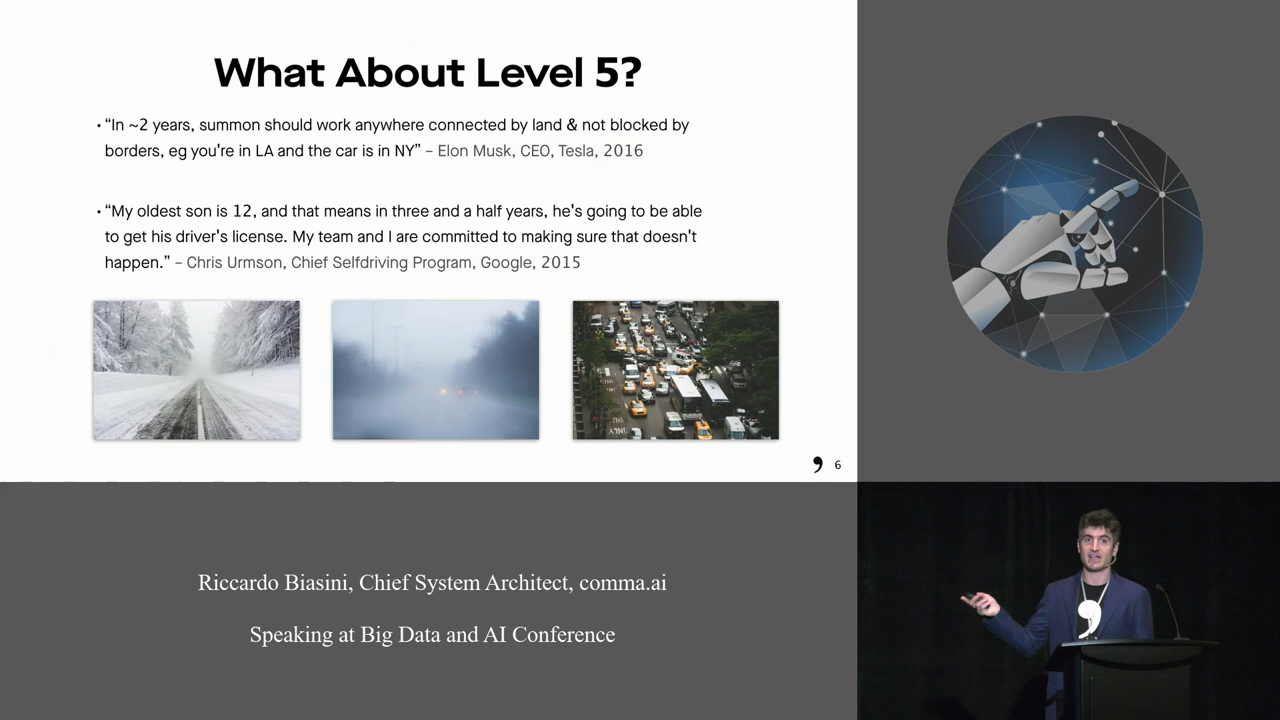 What About Level 5?
• “In ~2 years, summon should work anywhere connected by land & not blocked by
borders, eg you're in LA and the car is in NY” – Elon Musk, CEO, Tesla, 2016
• “My oldest son is 12, and that means in three and a half years, he's going to be able
to get his driver's license. My team and I are committed to making sure that doesn't
happen.” – Chris Urmson, Chief Selfdriving Program, Google, 2015
6
Riccardo Biasini, Chief System Architect, comma.ai
Speaking at Big Data and AI Conference